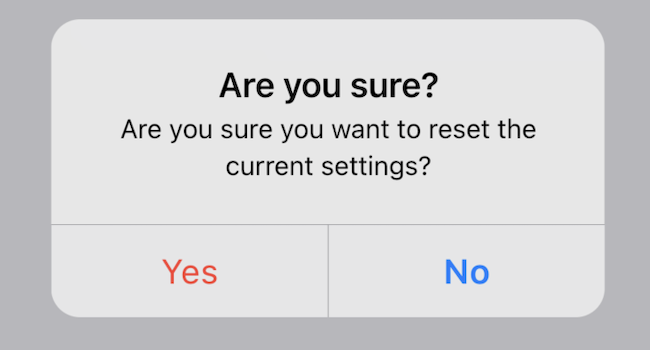 Are you sure?
Are you sure you want to reset the
current settings?
Yes
No